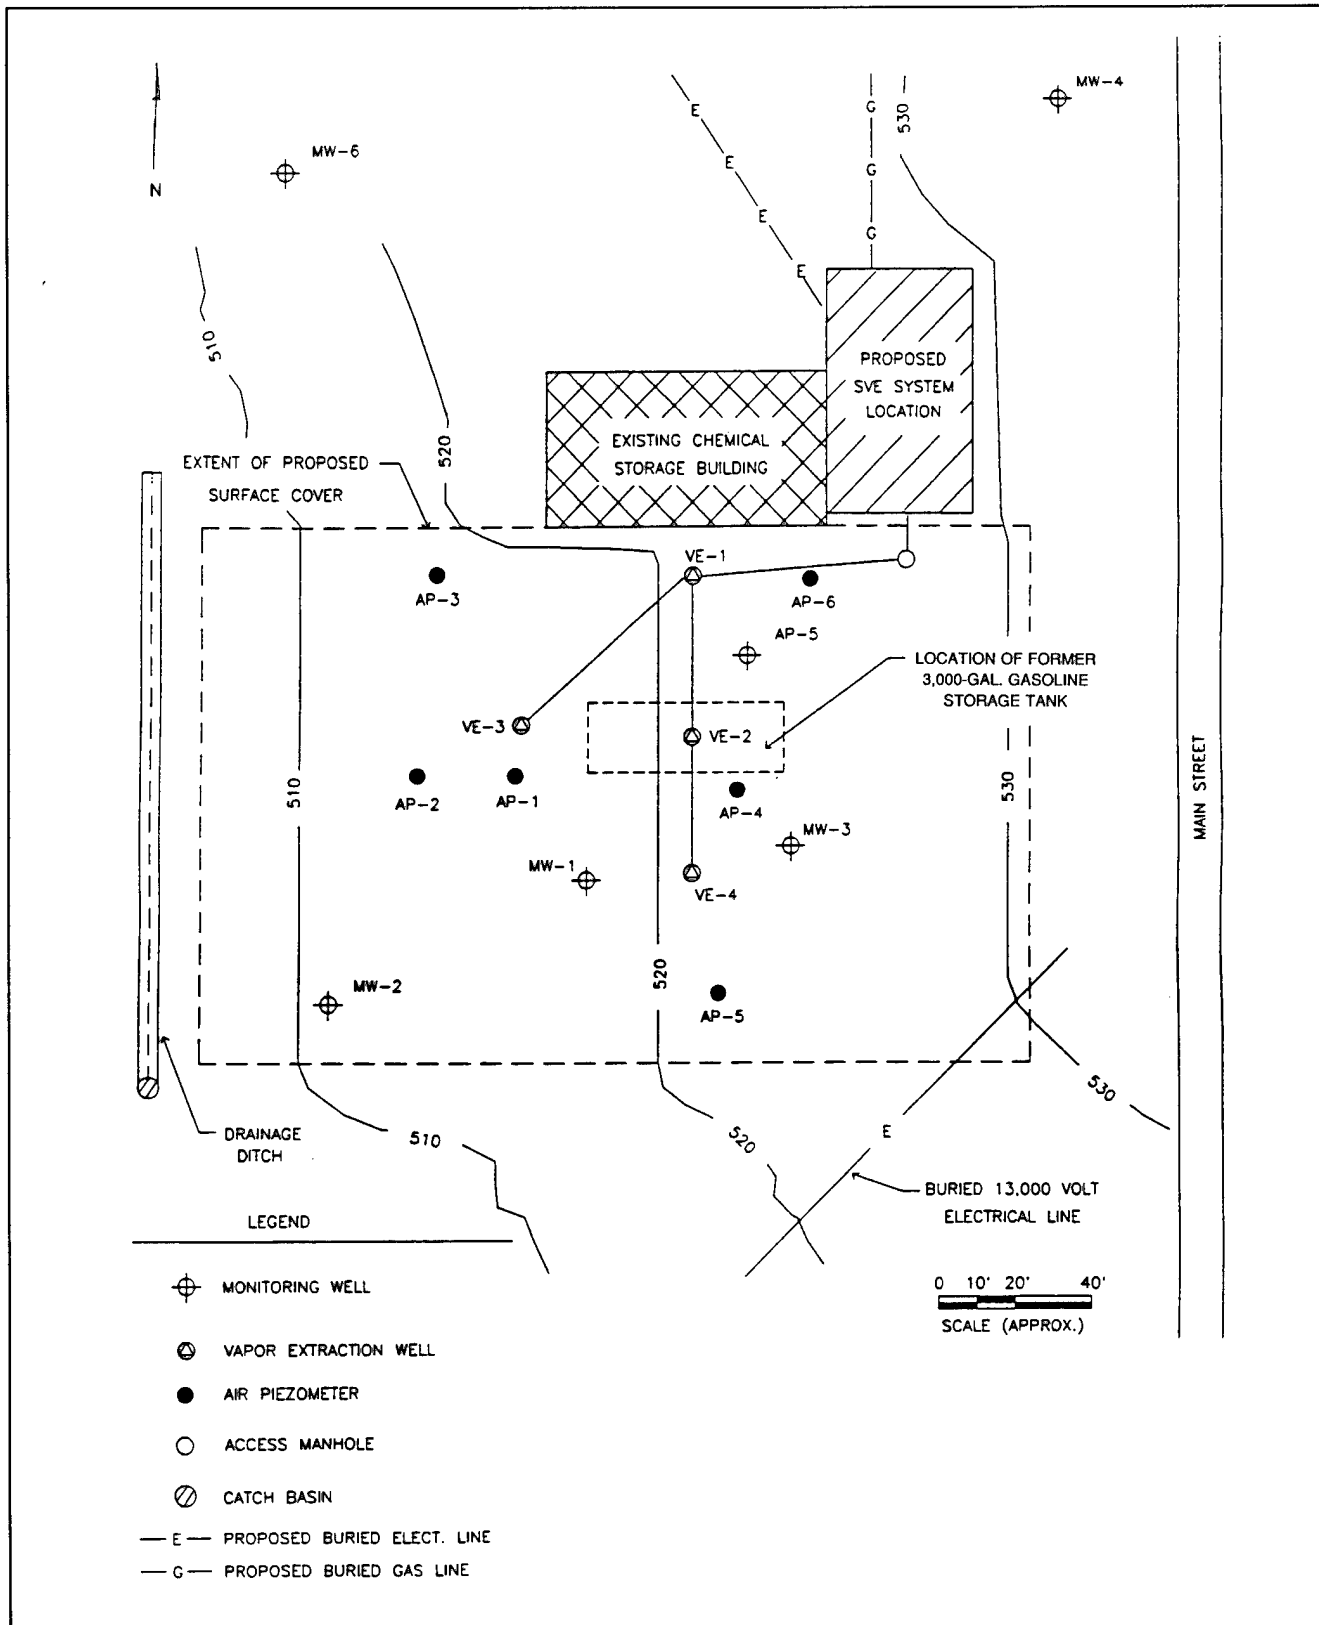 MW-4
G
530
E
MW-6
E
G
N
E
G
E
510
PROPOSED
SVE SYSTEM
LOCATION
520
EXISTING CHEMICAL
STORAGE BUILDING
EXTENT OF PROPOSED
SURFACE COVER
VE-1
AP-3
AP-6
AP-5
LOCATION OF FORMER
3,000-GAL. GASOLINE
STORAGE TANK
VE-3
VE-2
510
AP-2
AP-1
AP-4
530
MAIN STREET
MW-3
MW-1
VE-4
520
MW-2
AP-5
530
DRAINAGE
DITCH
510
520
E
BURIED 13,000 VOLT
ELECTRICAL LINE
LEGEND
MONITORING WELL
0 10' 20' 40'
SCALE (APPROX.)
VAPOR EXTRACTION WELL
AIR PIEZOMETER
ACCESS MANHOLE
CATCH BASIN
— E — PROPOSED BURIED ELECT. LINE
— G — PROPOSED BURIED GAS LINE